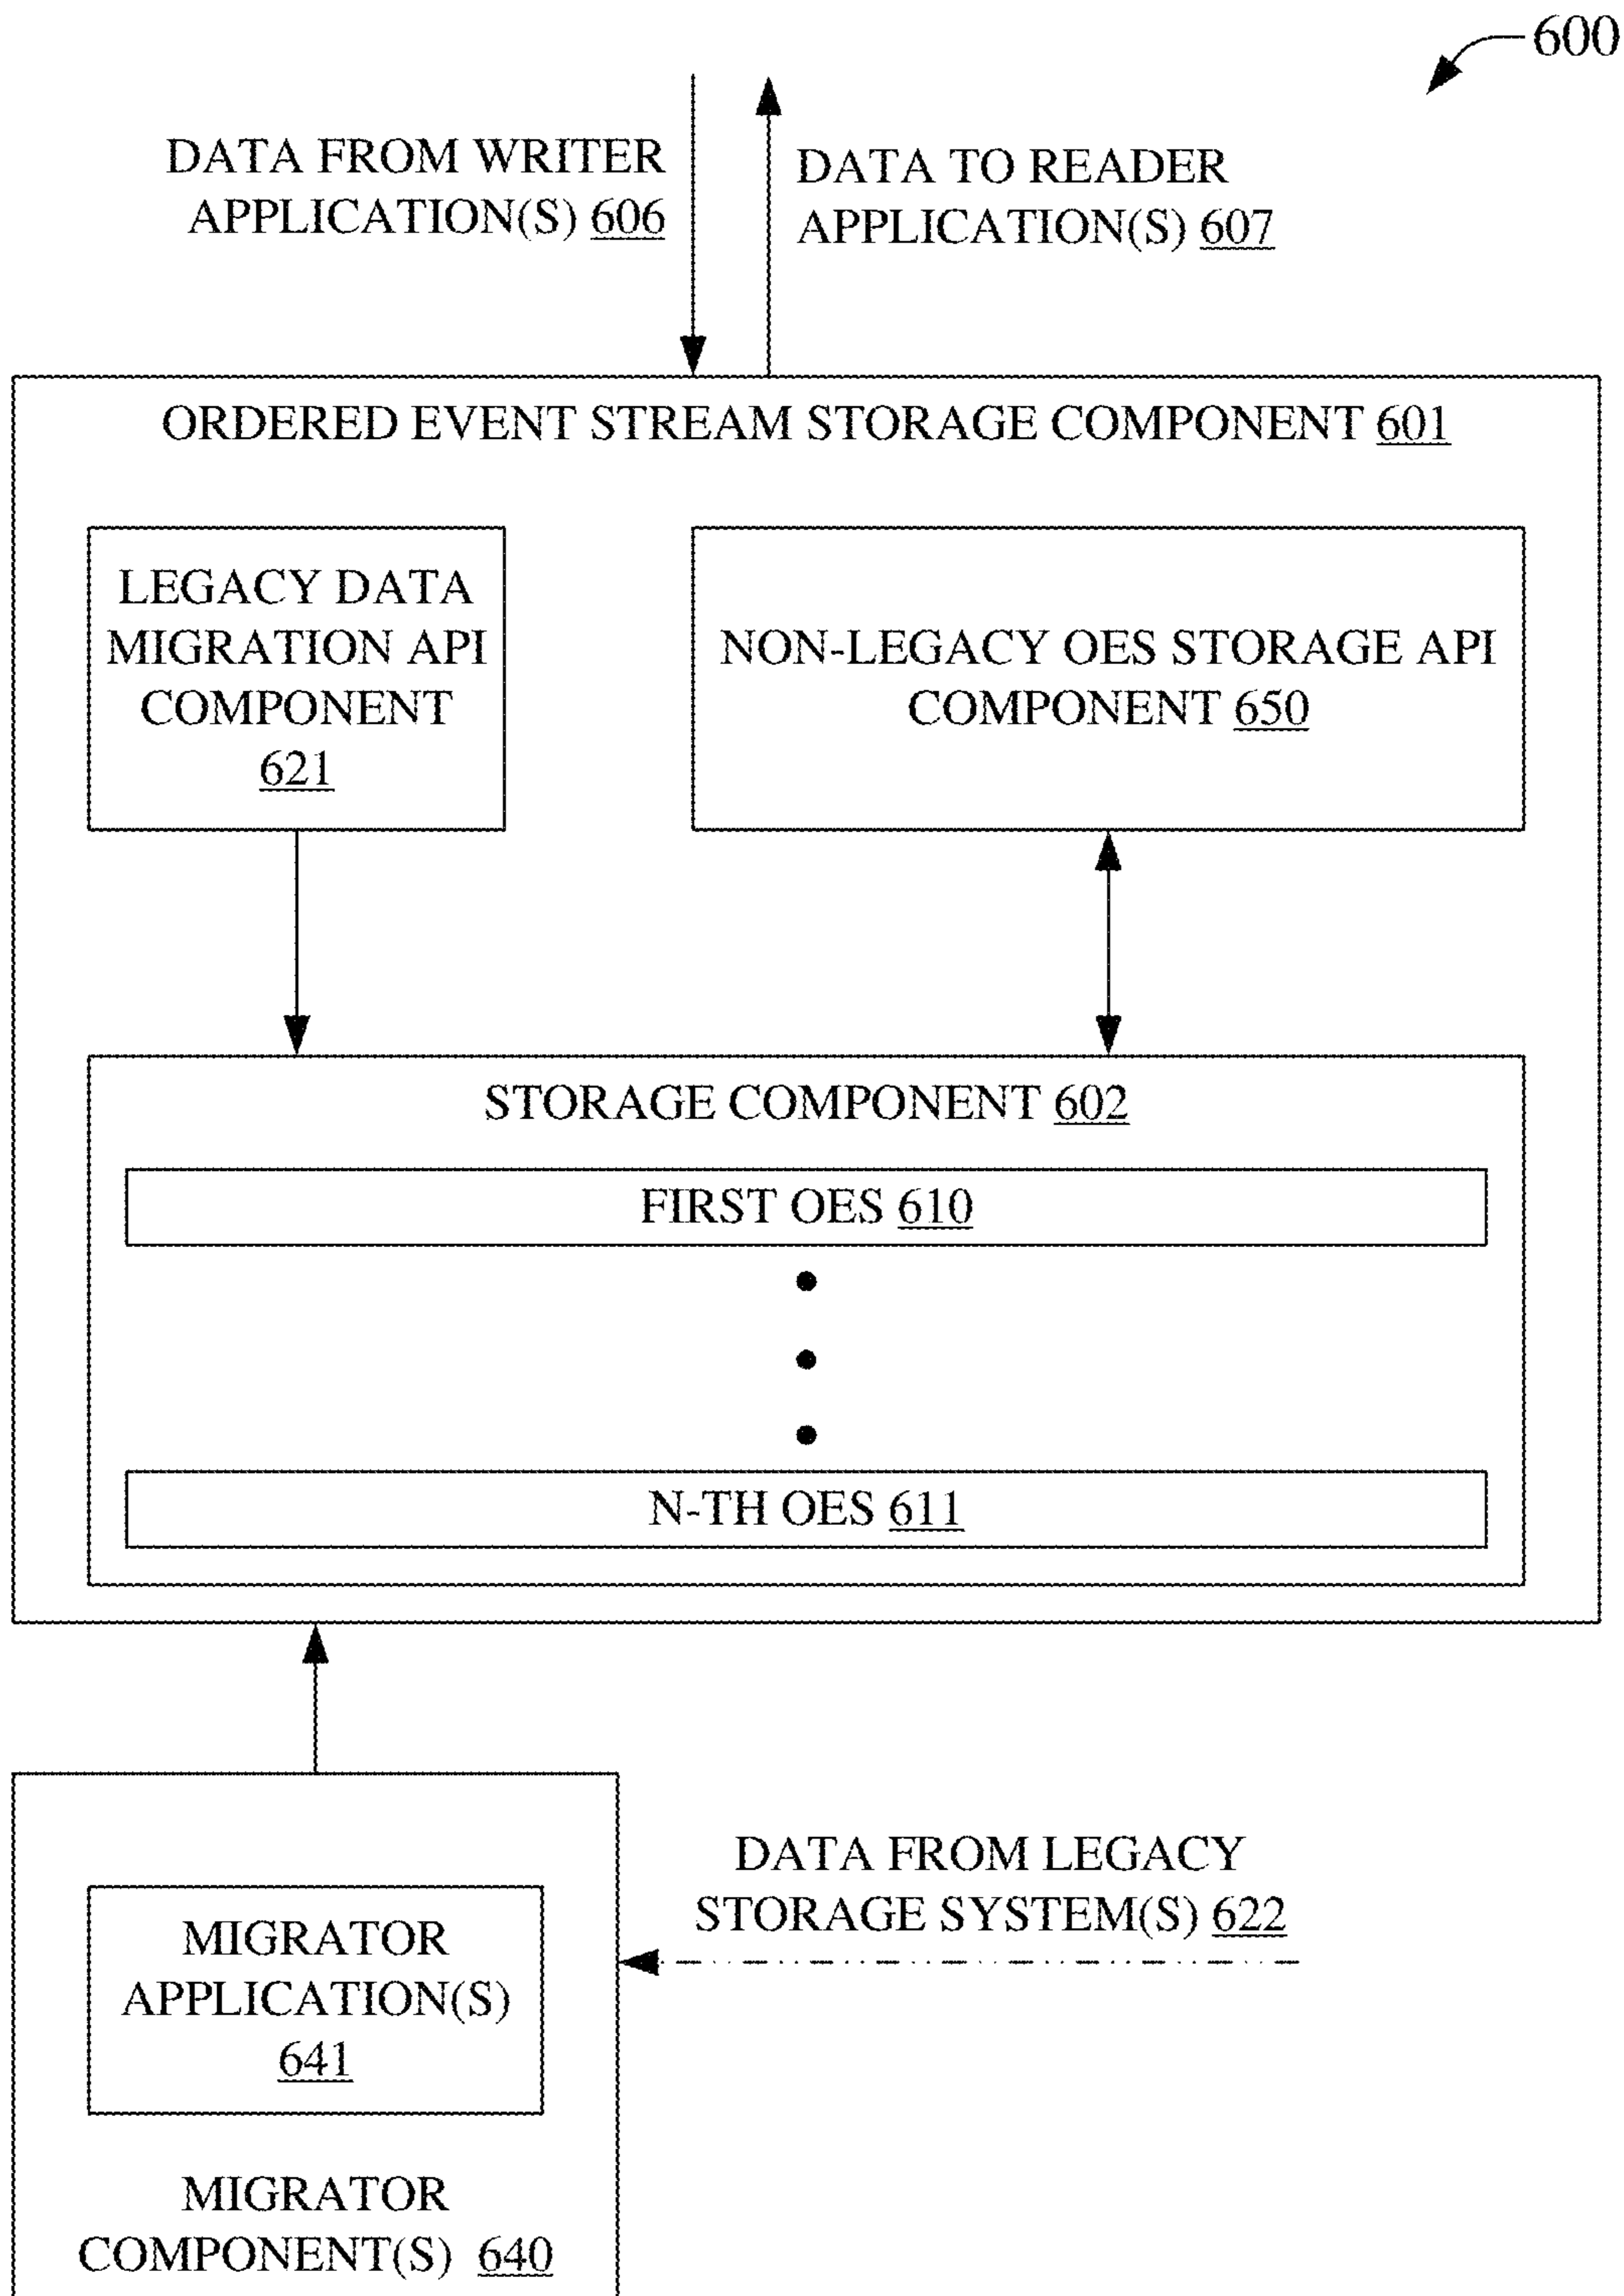 600
DATA FROM WRITER
APPLICATION(S) 606
DATA TO READER
APPLICATION(S) 607
ORDERED EVENT STREAM STORAGE COMPONENT 601
LEGACY DATA
MIGRATION API
COMPONENT
621
NON-LEGACY OES STORAGE API
COMPONENT 650
STORAGE COMPONENT 602
FIRST OES 610
N-TH OES 611
DATA FROM LEGACY
STORAGE SYSTEM(S) 622
MIGRATOR
APPLICATION(S)
641
MIGRATOR
COMPONENT(S) 640